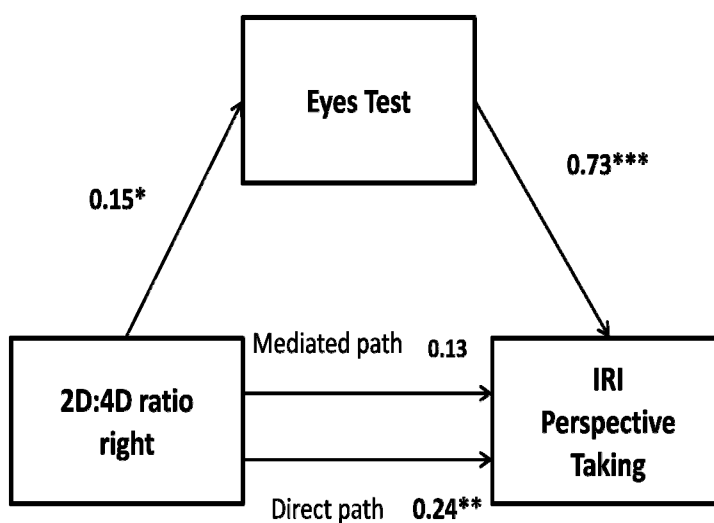 Eyes Test
0.15*
0.73***
Mediated path 0.13
2D:4D ratio
right
IRI
Perspective
Taking
Direct path 0.24**